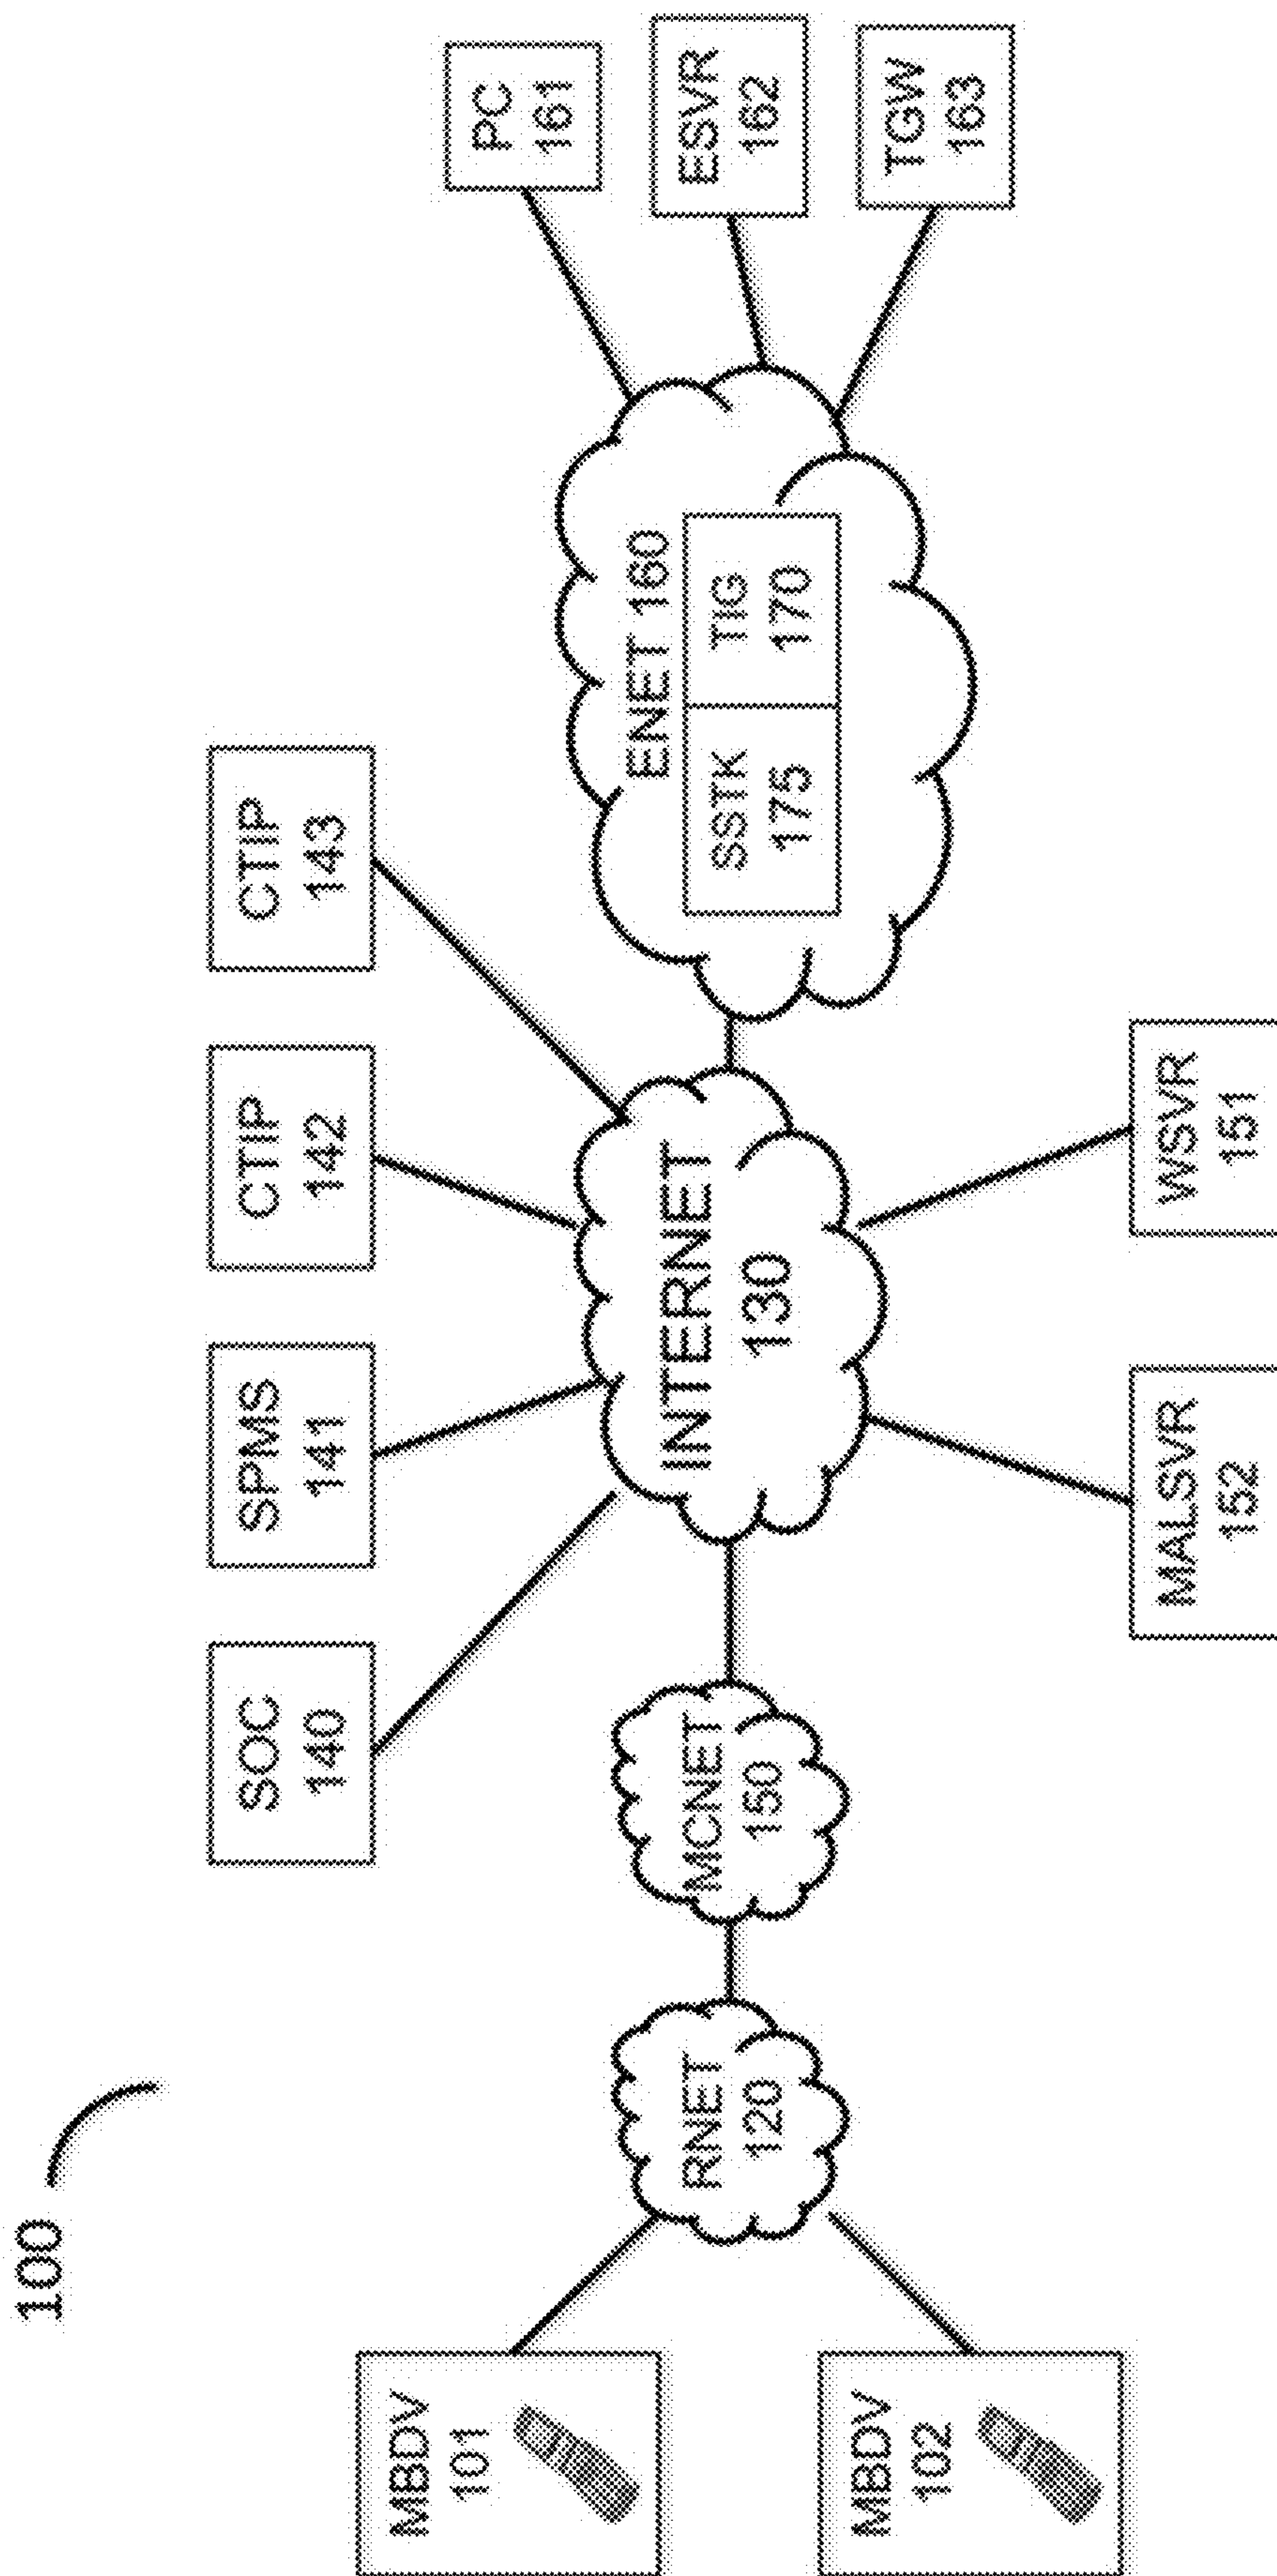 100
SOC
140
SPMS
141
CTIP
142
CTIP
143
MBDV
101
MBDV
102
RNET
120
MCNET
150
INTERNET
130
ENET 160
SSTK
175
TIG
170
PC
161
ESVR
162
TGW
163
MALSVR
152
WSVR
151